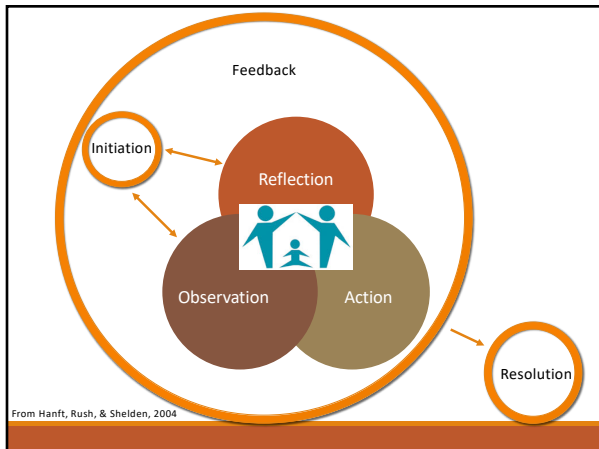 Feedback
Initiation
Reflection
Observation
Action
Resolution
From Hanft, Rush, & Shelden, 2004